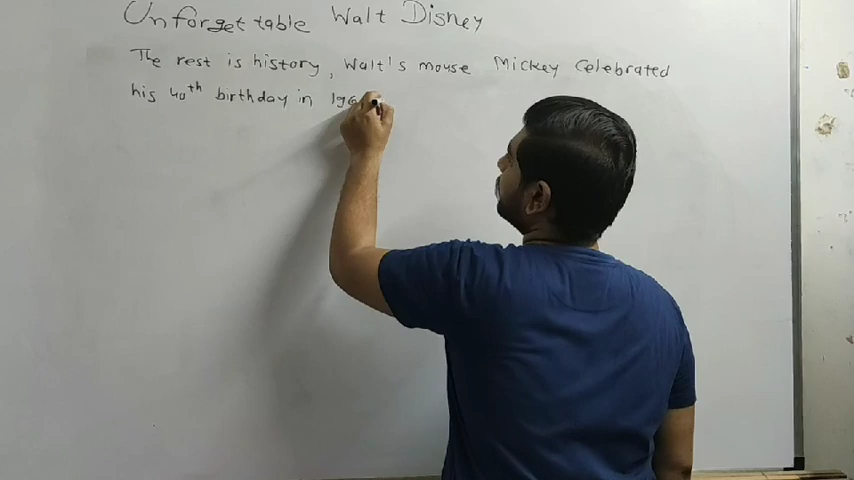 Unforgettable Walt Disney
The rest is history, Walt's mouse Mickey Celebrated
his 40th birthday in